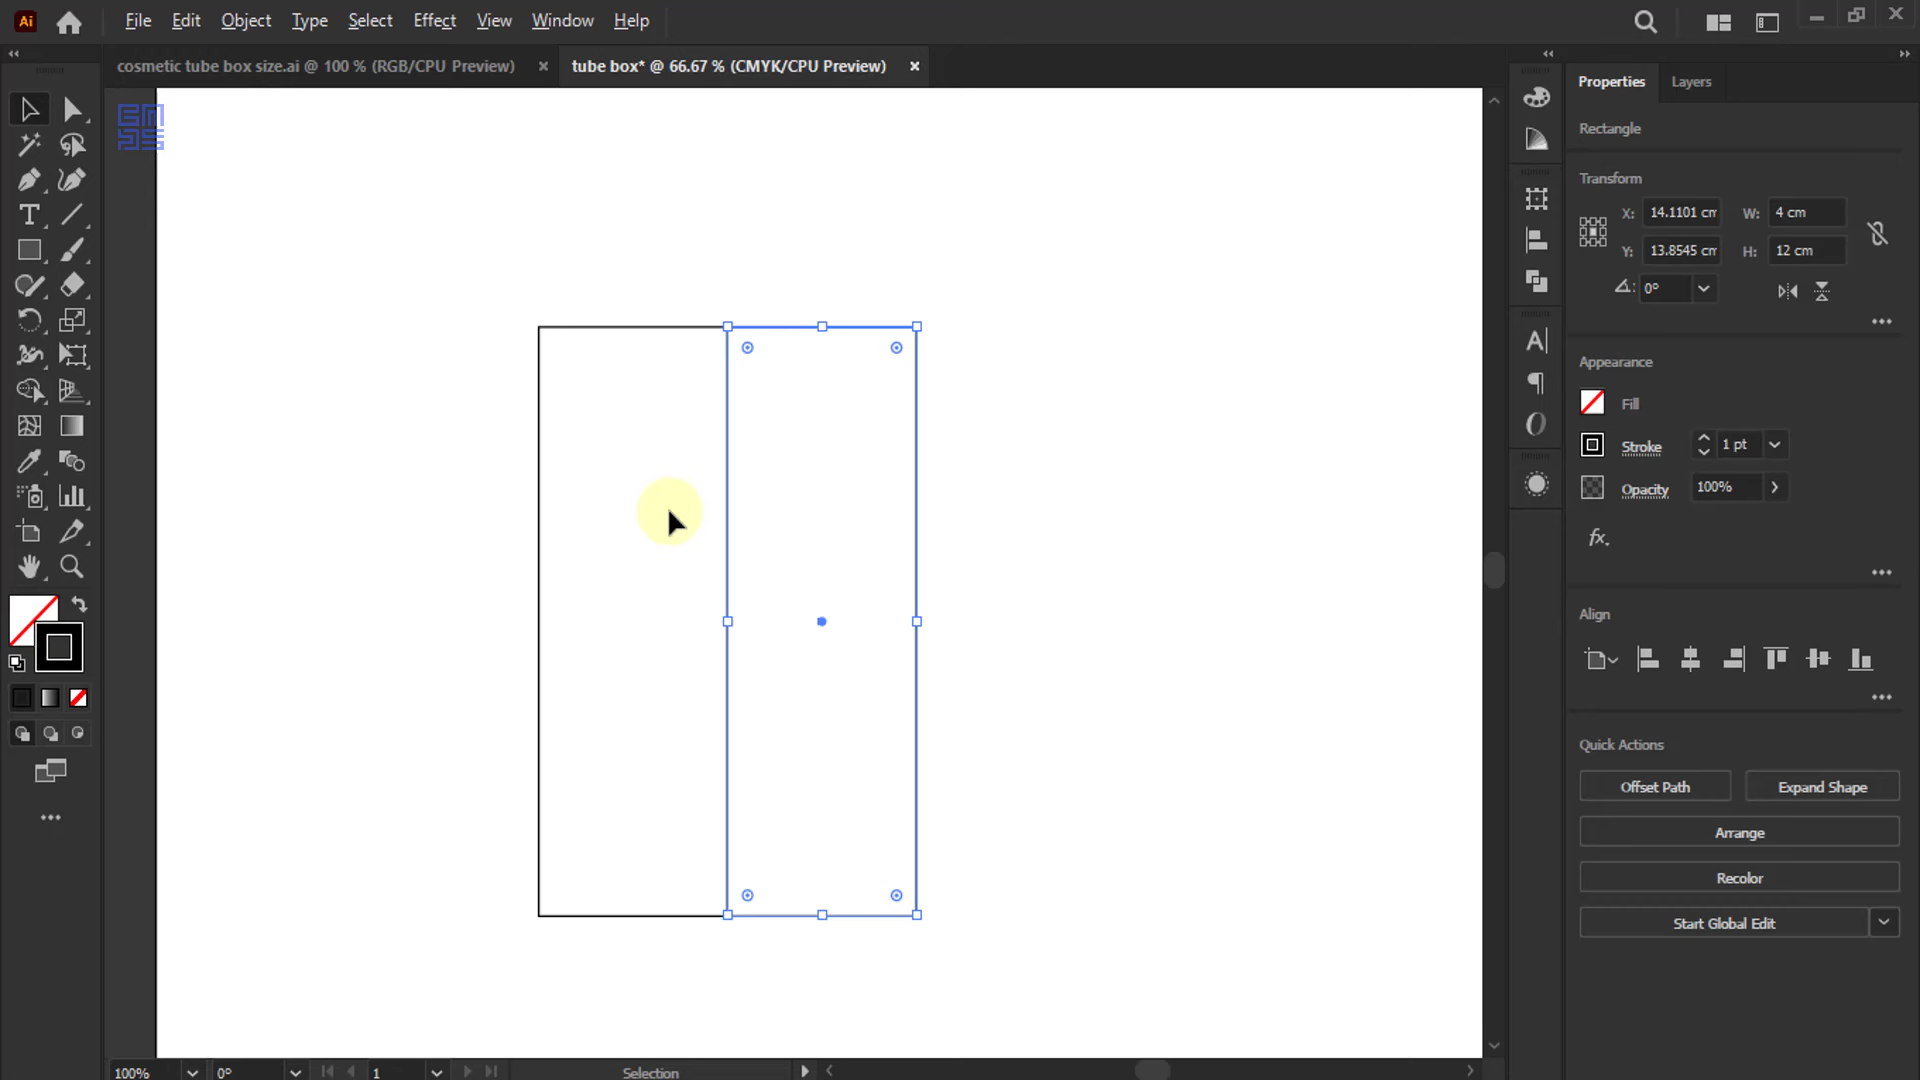 Ai File Edit Object Type Select Effect View Window Help
cosmetic tube box size.ai @ 100 % (RGB/CPU Preview) × tube box* @ 66.67 % (CMYK/CPU Preview) ×
Properties Layers
Rectangle
Transform
X: 14.1101 cm W: 4 cm
Y: 13.8545 cm H: 12 cm
0°
Appearance
Fill
Stroke 1 pt
Opacity 100%
fx.
Align
Quick Actions
Offset Path Expand Shape
Arrange
Recolor
Start Global Edit
100% 0° 1 Selection